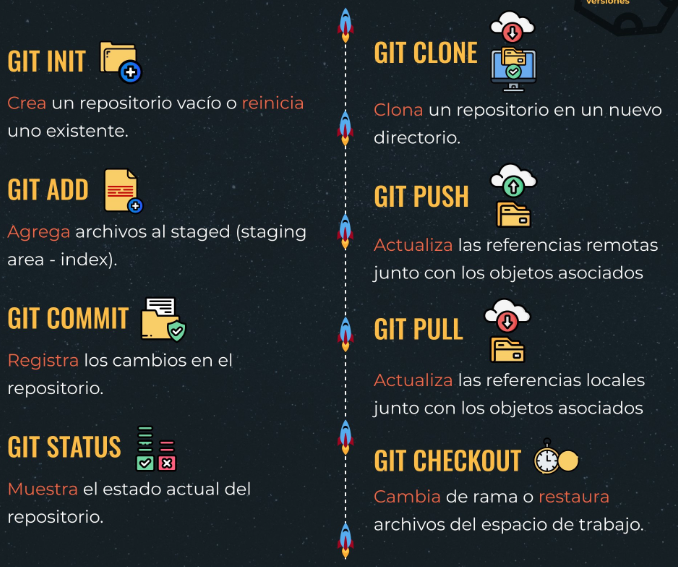 versiones
GIT INIT
Crea un repositorio vacío o reinicia
uno existente.
GIT ADD
Agrega archivos al staged (staging
area - index).
GIT COMMIT
Registra los cambios en el
repositorio.
GIT STATUS
Muestra el estado actual del
repositorio.
GIT CLONE
Clona un repositorio en un nuevo
directorio.
GIT PUSH
Actualiza las referencias remotas
junto con los objetos asociados
GIT PULL
Actualiza las referencias locales
junto con los objetos asociados
GIT CHECKOUT
Cambia de rama o restaura
archivos del espacio de trabajo.